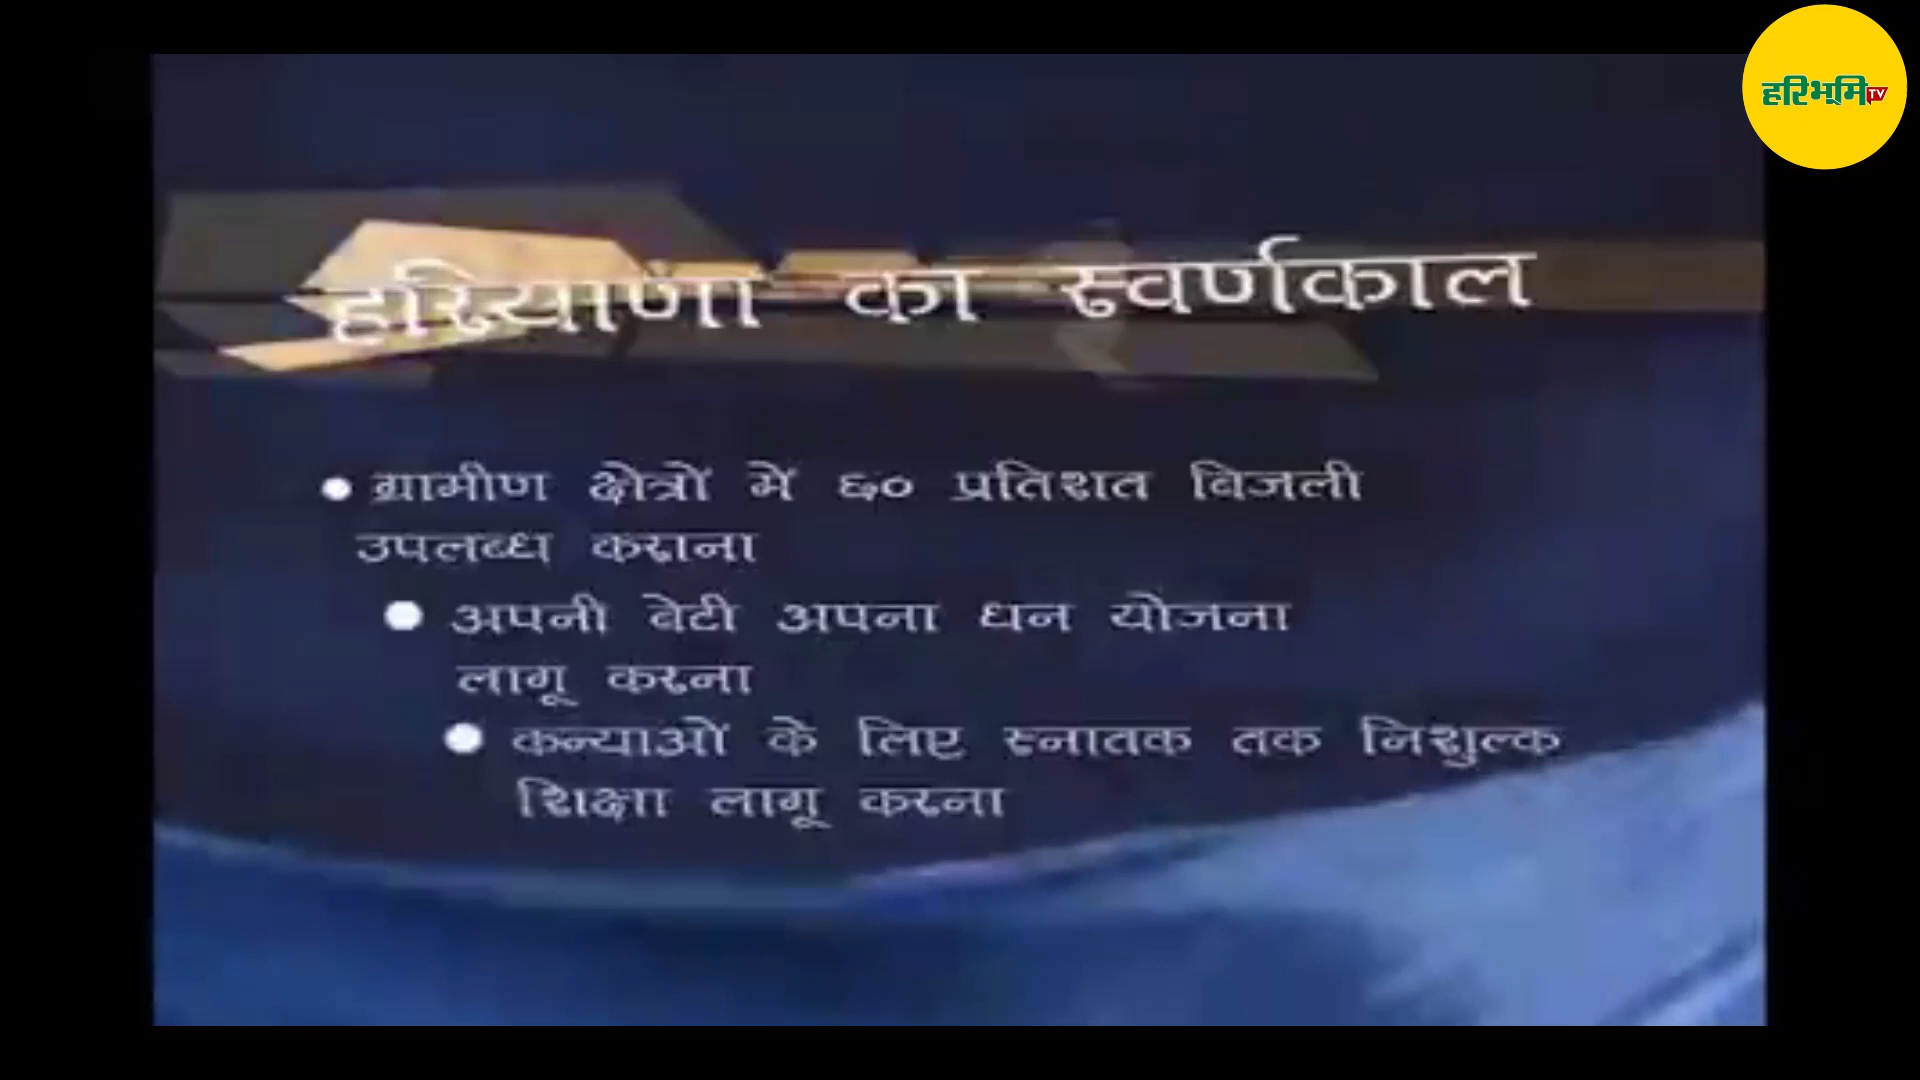 हरिभूमि TV
हरियाणा का स्वर्णकाल
• ग्रामीण क्षेत्रों में ६० प्रतिशत बिजली
उपलब्ध कराना
• अपनी बेटी अपना धन योजना
लागू करना
• कन्याओं के लिए स्नातक तक निशुल्क
शिक्षा लागू करना